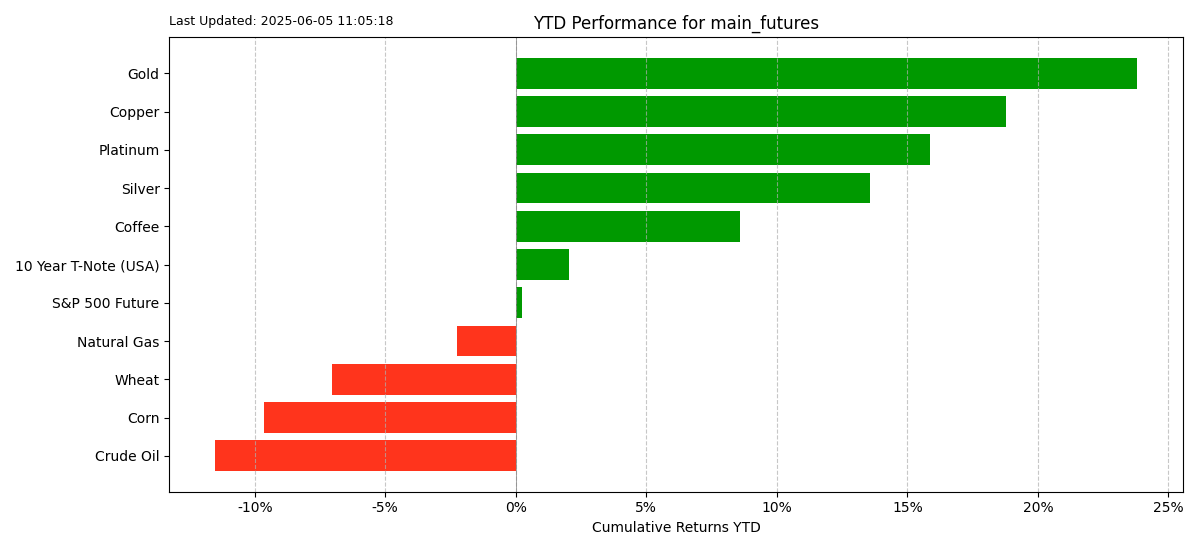 Last Updated: 2025-06-05 11:05:18
YTD Performance for main_futures
Gold
Copper
Platinum
Silver
Coffee
10 Year T-Note (USA)
S&P 500 Future
Natural Gas
Wheat
Corn
Crude Oil
-10% -5% 0% 5% 10% 15% 20% 25%
Cumulative Returns YTD